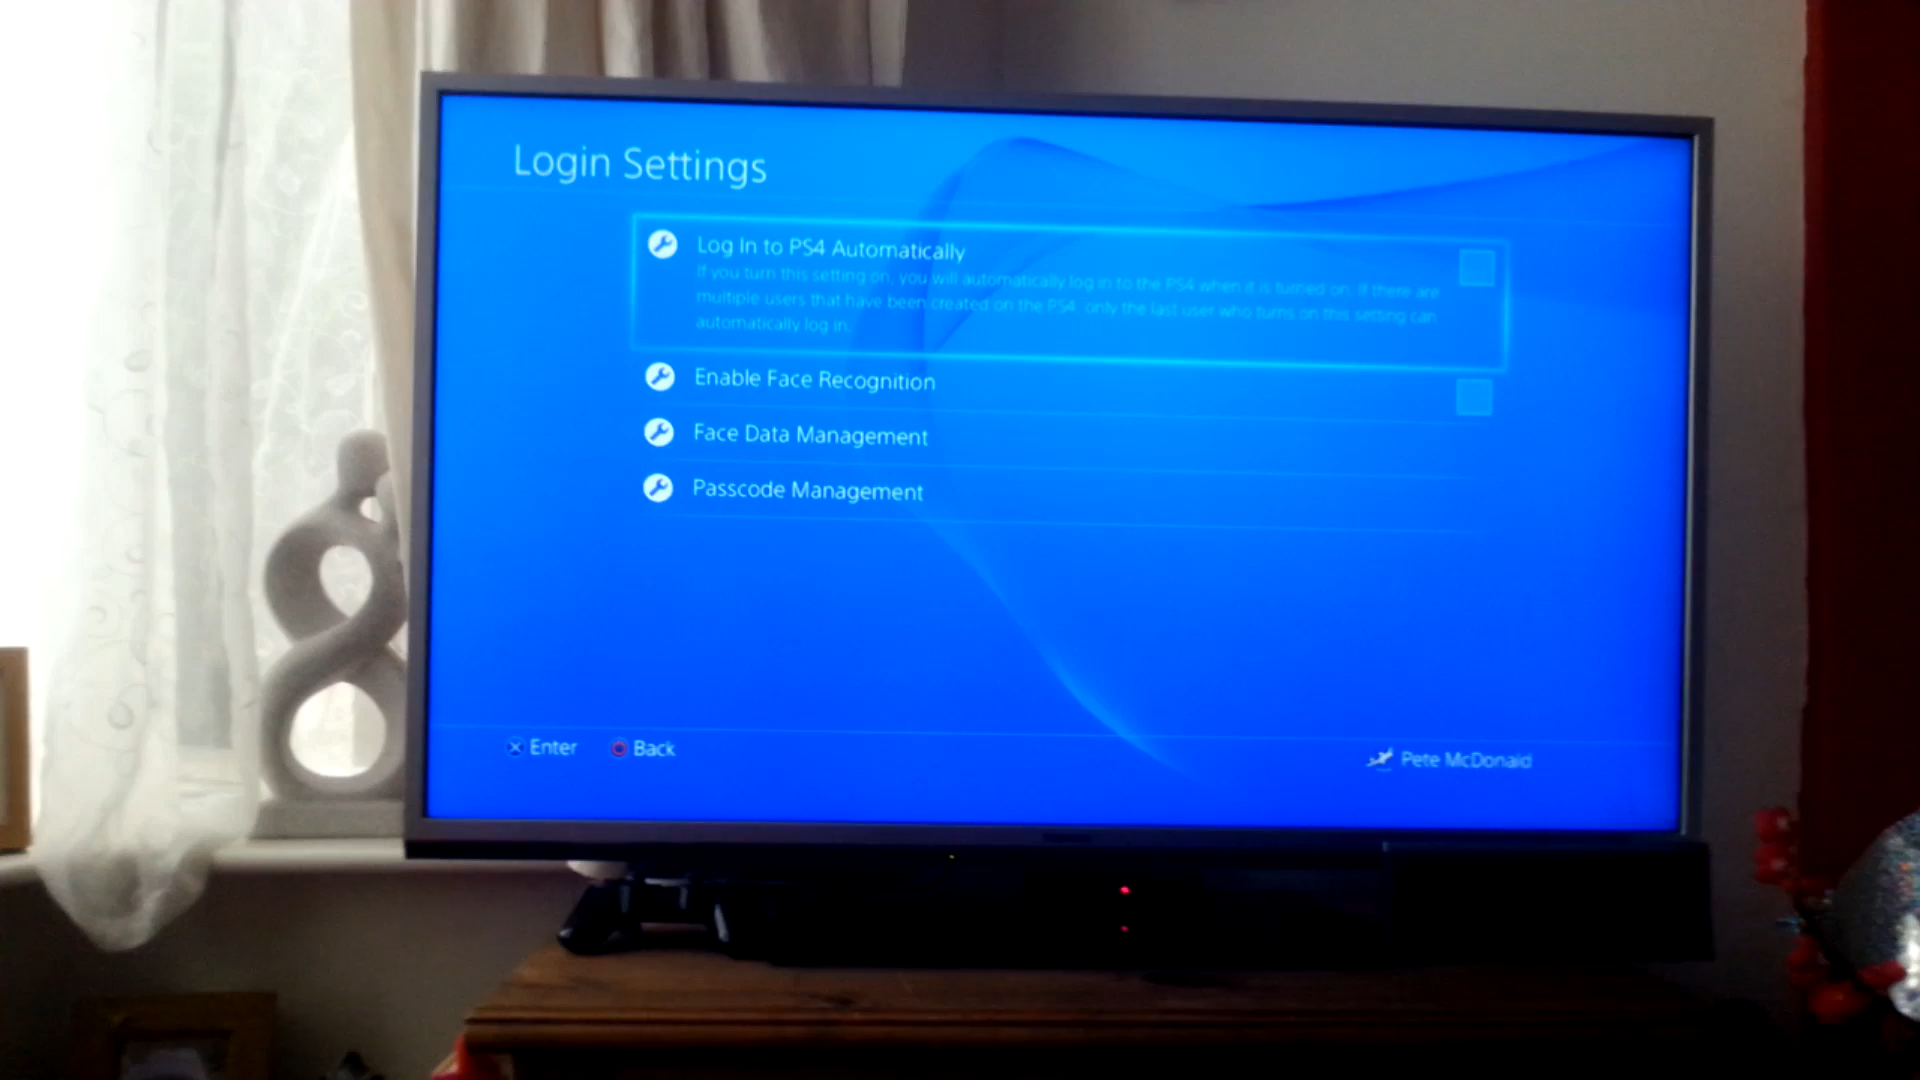 Login Settings
Log In to PS4 Automatically
If you turn this setting on, you will automatically log in to the PS4 when it is turned on. If there are
multiple users that have been created on the PS4, only the last user who turns on this setting can
automatically log in.
Enable Face Recognition
Face Data Management
Passcode Management
Enter
Back
Pete McDonald